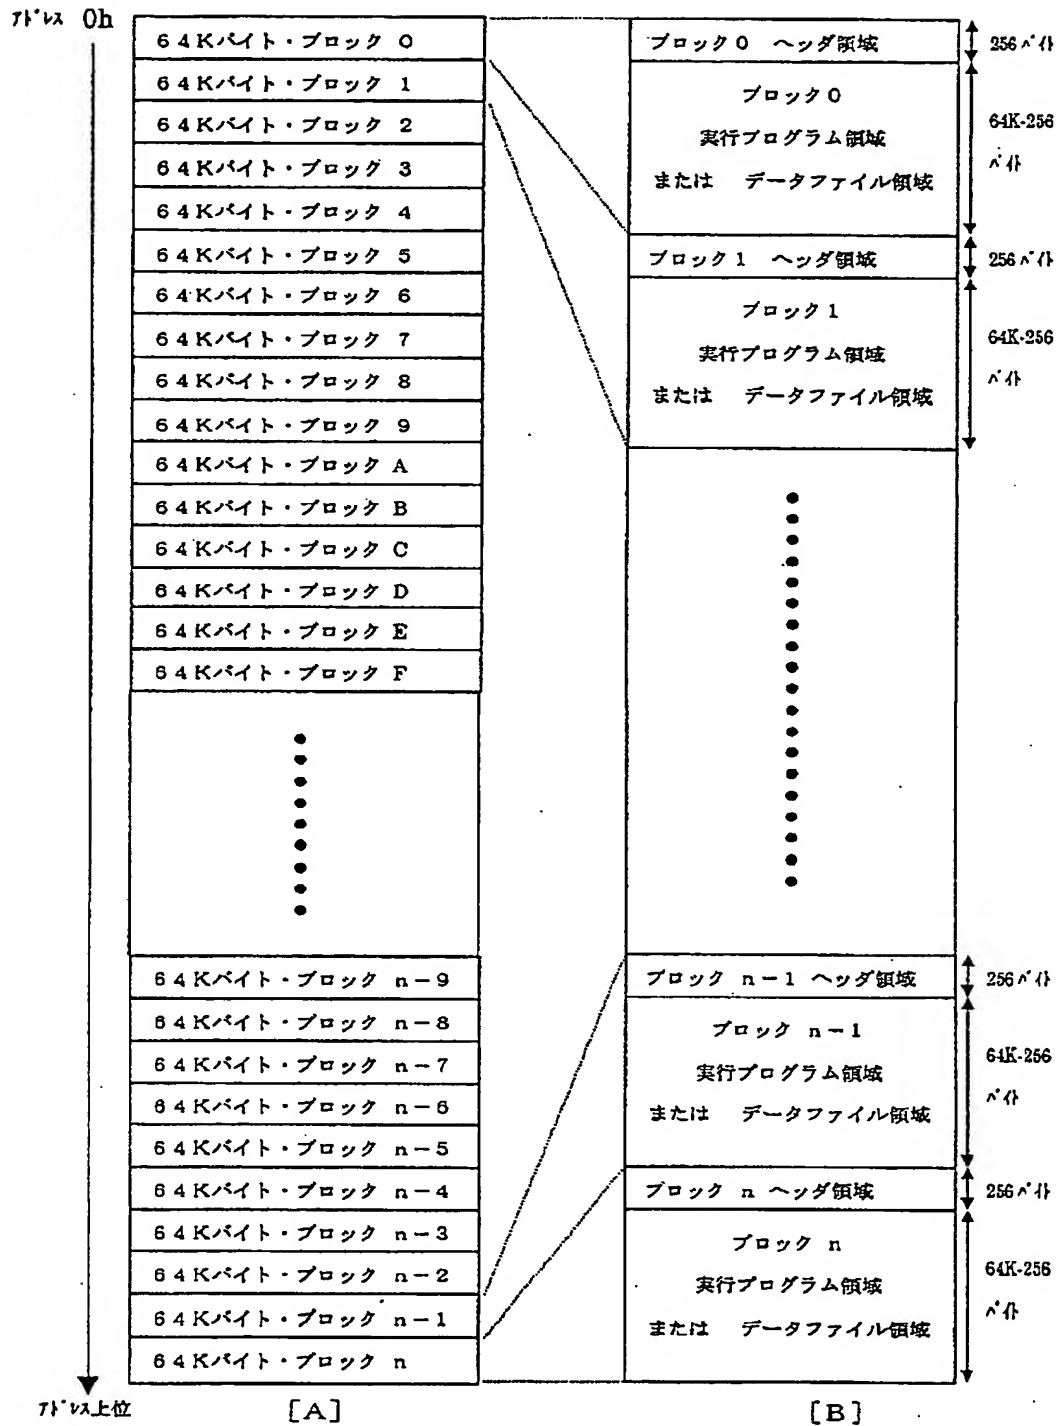 アドレス 0h
64Kバイト・ブロック 0
64Kバイト・ブロック 1
64Kバイト・ブロック 2
64Kバイト・ブロック 3
64Kバイト・ブロック 4
64Kバイト・ブロック 5
64Kバイト・ブロック 6
64Kバイト・ブロック 7
64Kバイト・ブロック 8
64Kバイト・ブロック 9
64Kバイト・ブロック A
64Kバイト・ブロック B
64Kバイト・ブロック C
64Kバイト・ブロック D
64Kバイト・ブロック E
64Kバイト・ブロック F
64Kバイト・ブロック n-9
64Kバイト・ブロック n-8
64Kバイト・ブロック n-7
64Kバイト・ブロック n-6
64Kバイト・ブロック n-5
64Kバイト・ブロック n-4
64Kバイト・ブロック n-3
64Kバイト・ブロック n-2
64Kバイト・ブロック n-1
64Kバイト・ブロック n
アドレス上位
[A]
ブロック0 ヘッダ領域
256バイト
ブロック0
実行プログラム領域
または データファイル領域
64K-256
バイト
ブロック1 ヘッダ領域
256バイト
ブロック1
実行プログラム領域
または データファイル領域
64K-256
バイト
ブロック n-1 ヘッダ領域
256バイト
ブロック n-1
実行プログラム領域
または データファイル領域
64K-256
バイト
ブロック n ヘッダ領域
256バイト
ブロック n
実行プログラム領域
または データファイル領域
64K-256
バイト
[B]